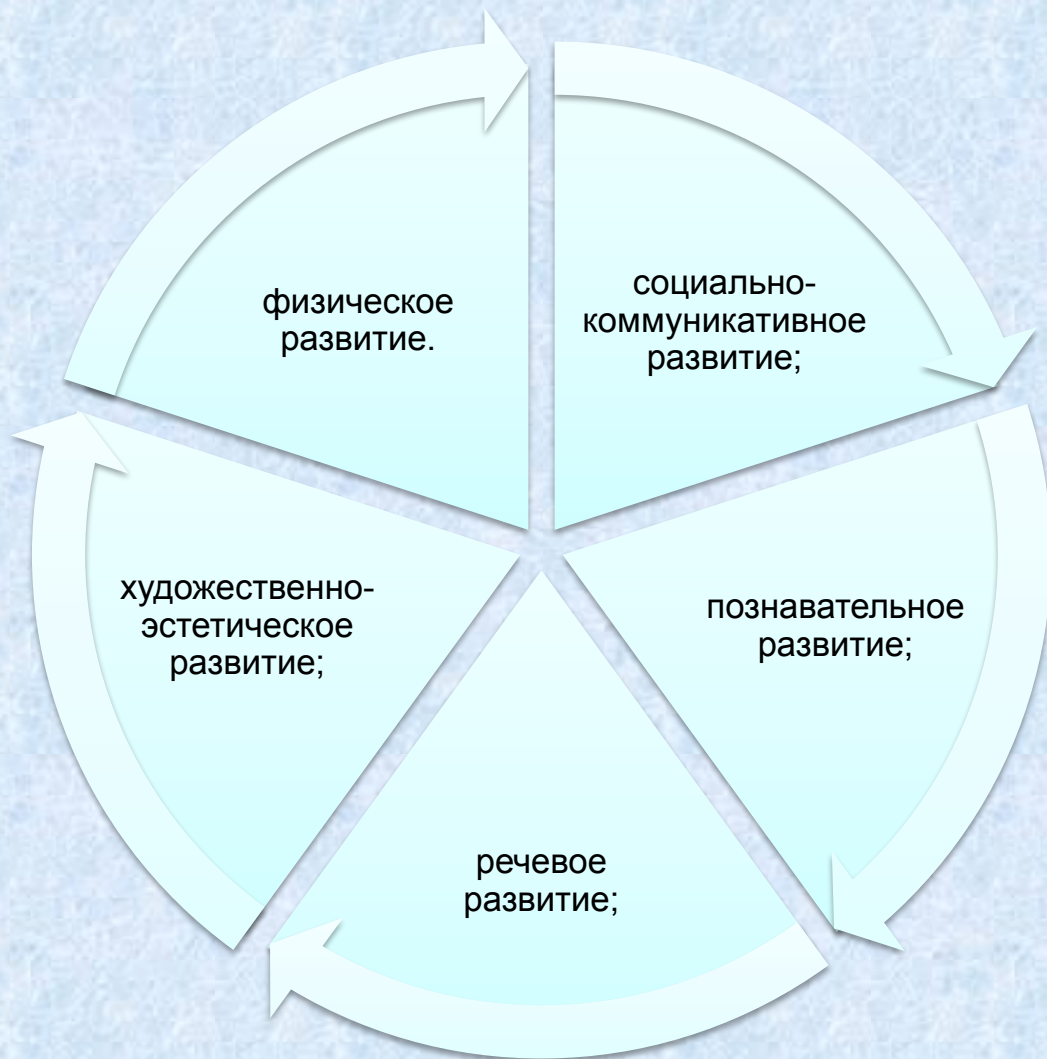 социально-
коммуникативное
развитие;
познавательное
развитие;
речевое
развитие;
художественно-
эстетическое
развитие;
физическое
развитие.